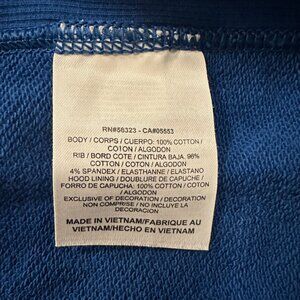 RN#56323 - CA#05553
BODY / CORPS / CUERPO: 100% COTTON /
COTON / ALGODON
RIB / BORD COTE / CINTURA BAJA. 96%
COTTON / COTON / ALGODON
4% SPANDEX / ELASTHANNE / ELASTANO
HOOD LINING / DOUBLURE DE CAPUCHE /
FORRO DE CAPUCHA: 100% COTTON / COTON
/ ALGODON
EXCLUSIVE OF DECORATION / DECORATION
NON COMPRISE / NO INCLUYE LA
DECORACION
MADE IN VIETNAM/FABRIQUE AU
VIETNAM/HECHO EN VIETNAM